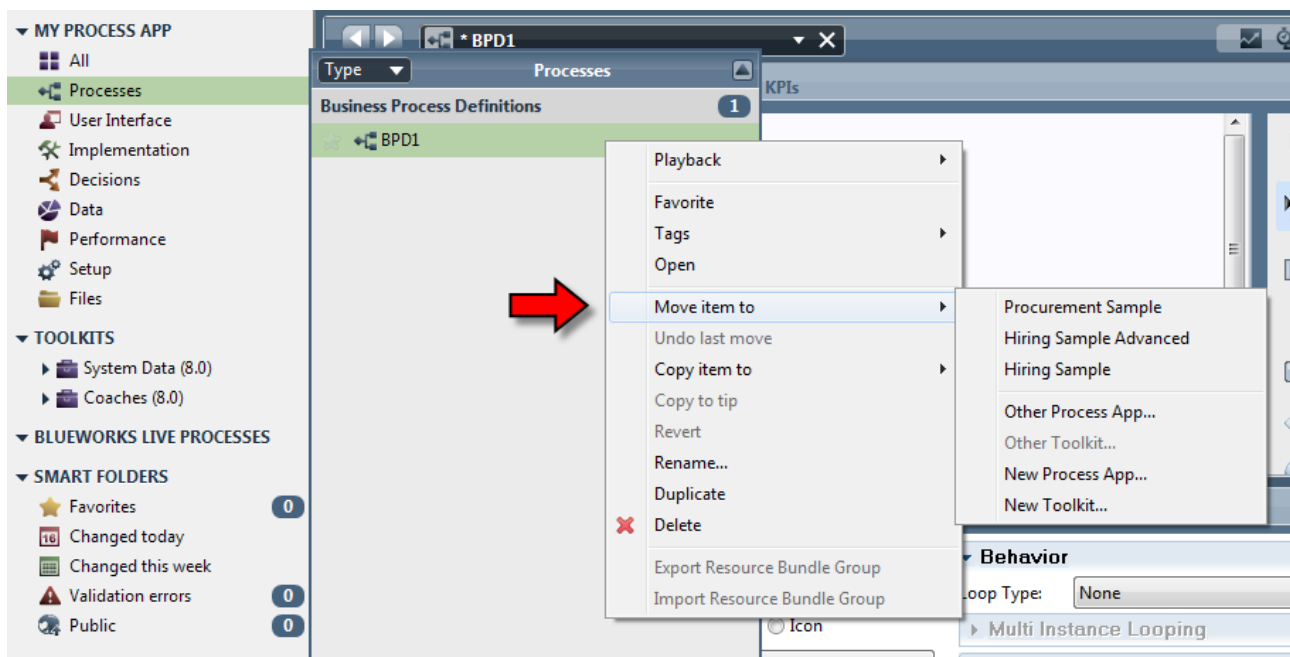 MY PROCESS APP
All
Processes
User Interface
Implementation
Decisions
Data
Performance
Setup
Files
TOOLKITS
System Data (8.0)
Coaches (8.0)
BLUEWORKS LIVE PROCESSES
SMART FOLDERS
Favorites 0
16 Changed today
Changed this week
Validation errors 0
Public 0
* BPD1
Type Processes
Business Process Definitions 1
BPD1
KPIs
Playback
Favorite
Tags
Open
Move item to
Undo last move
Copy item to
Copy to tip
Revert
Rename...
Duplicate
Delete
Export Resource Bundle Group
Import Resource Bundle Group
Procurement Sample
Hiring Sample Advanced
Hiring Sample
Other Process App...
Other Toolkit...
New Process App...
New Toolkit...
Behavior
Loop Type: None
Icon
Multi Instance Looping